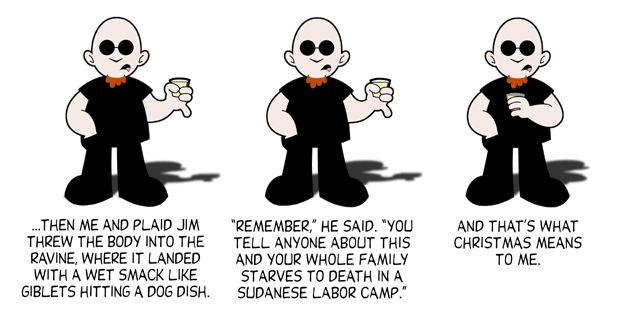 ...THEN ME AND PLAID JIM
THREW THE BODY INTO THE
RAVINE, WHERE IT LANDED
WITH A WET SMACK LIKE
GIBLETS HITTING A DOG DISH.
"REMEMBER," HE SAID. "YOU
TELL ANYONE ABOUT THIS
AND YOUR WHOLE FAMILY
STARVES TO DEATH IN A
SUDANESE LABOR CAMP."
AND THAT'S WHAT
CHRISTMAS MEANS
TO ME.